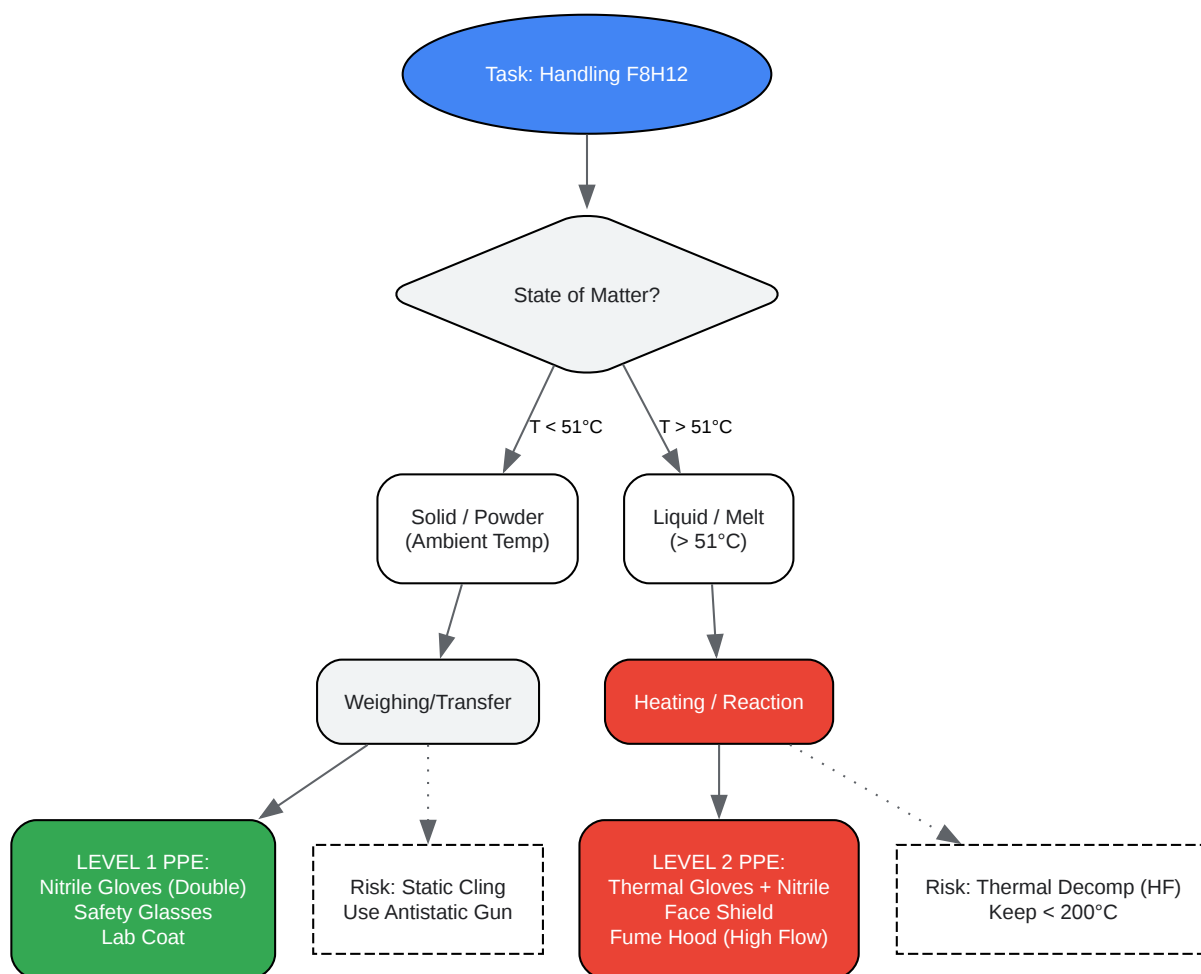 Task: Handling F8H12
State of Matter?
T < 51°C
T > 51°C
Solid / Powder
(Ambient Temp)
Liquid / Melt
(> 51°C)
Weighing/Transfer
Heating / Reaction
LEVEL 1 PPE:
Nitrile Gloves (Double)
Safety Glasses
Lab Coat
Risk: Static Cling
Use Antistatic Gun
LEVEL 2 PPE:
Thermal Gloves + Nitrile
Face Shield
Fume Hood (High Flow)
Risk: Thermal Decomp (HF)
Keep < 200°C